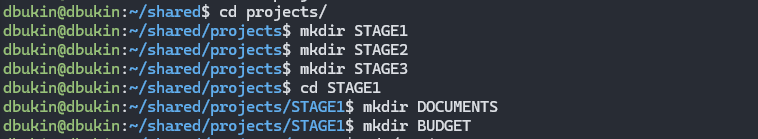 dbukin@dbukin:~/shared$ cd projects/
dbukin@dbukin:~/shared/projects$ mkdir STAGE1
dbukin@dbukin:~/shared/projects$ mkdir STAGE2
dbukin@dbukin:~/shared/projects$ mkdir STAGE3
dbukin@dbukin:~/shared/projects$ cd STAGE1
dbukin@dbukin:~/shared/projects/STAGE1$ mkdir DOCUMENTS
dbukin@dbukin:~/shared/projects/STAGE1$ mkdir BUDGET